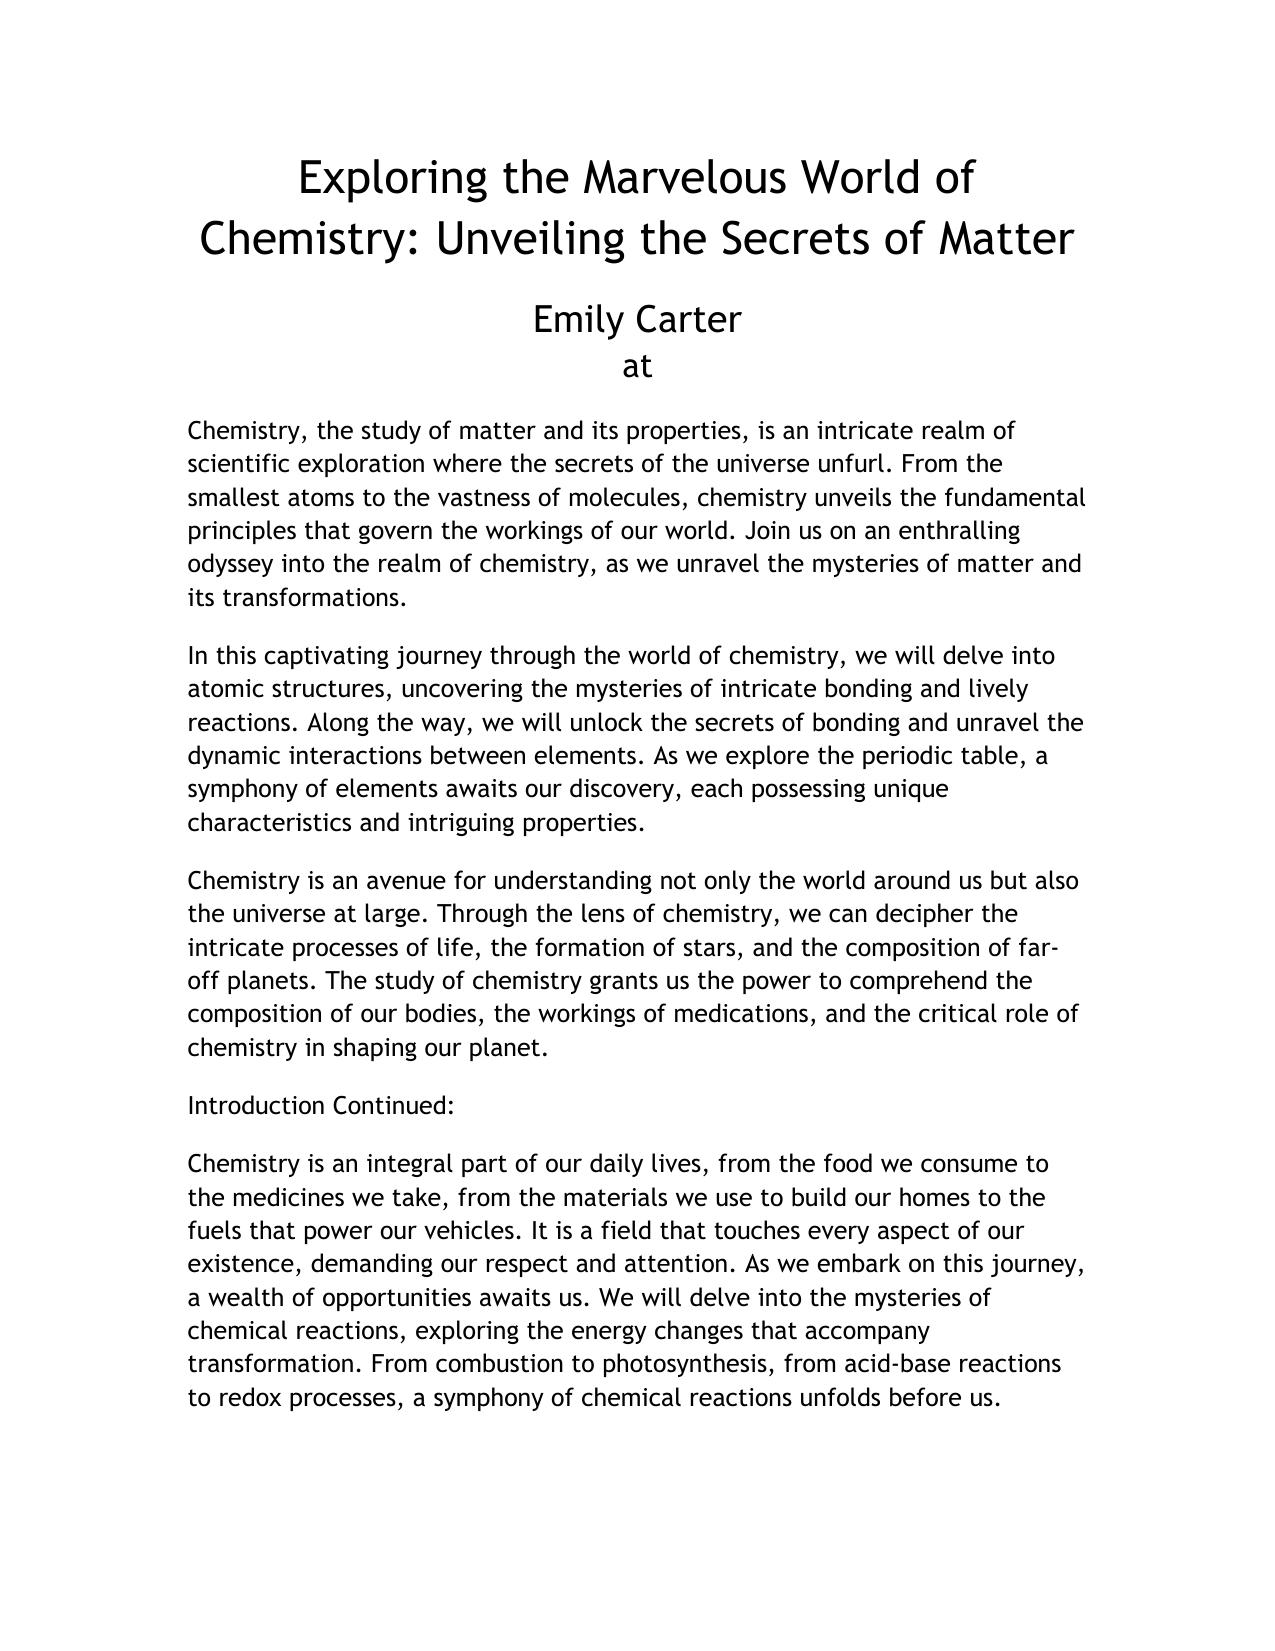 Exploring the Marvelous World of
Chemistry: Unveiling the Secrets of Matter
Emily Carter
at
Chemistry, the study of matter and its properties, is an intricate realm of
scientific exploration where the secrets of the universe unfurl. From the
smallest atoms to the vastness of molecules, chemistry unveils the fundamental
principles that govern the workings of our world. Join us on an enthralling
odyssey into the realm of chemistry, as we unravel the mysteries of matter and
its transformations.
In this captivating journey through the world of chemistry, we will delve into
atomic structures, uncovering the mysteries of intricate bonding and lively
reactions. Along the way, we will unlock the secrets of bonding and unravel the
dynamic interactions between elements. As we explore the periodic table, a
symphony of elements awaits our discovery, each possessing unique
characteristics and intriguing properties.
Chemistry is an avenue for understanding not only the world around us but also
the universe at large. Through the lens of chemistry, we can decipher the
intricate processes of life, the formation of stars, and the composition of far-
off planets. The study of chemistry grants us the power to comprehend the
composition of our bodies, the workings of medications, and the critical role of
chemistry in shaping our planet.
Introduction Continued:
Chemistry is an integral part of our daily lives, from the food we consume to
the medicines we take, from the materials we use to build our homes to the
fuels that power our vehicles. It is a field that touches every aspect of our
existence, demanding our respect and attention. As we embark on this journey,
a wealth of opportunities awaits us. We will delve into the mysteries of
chemical reactions, exploring the energy changes that accompany
transformation. From combustion to photosynthesis, from acid-base reactions
to redox processes, a symphony of chemical reactions unfolds before us.